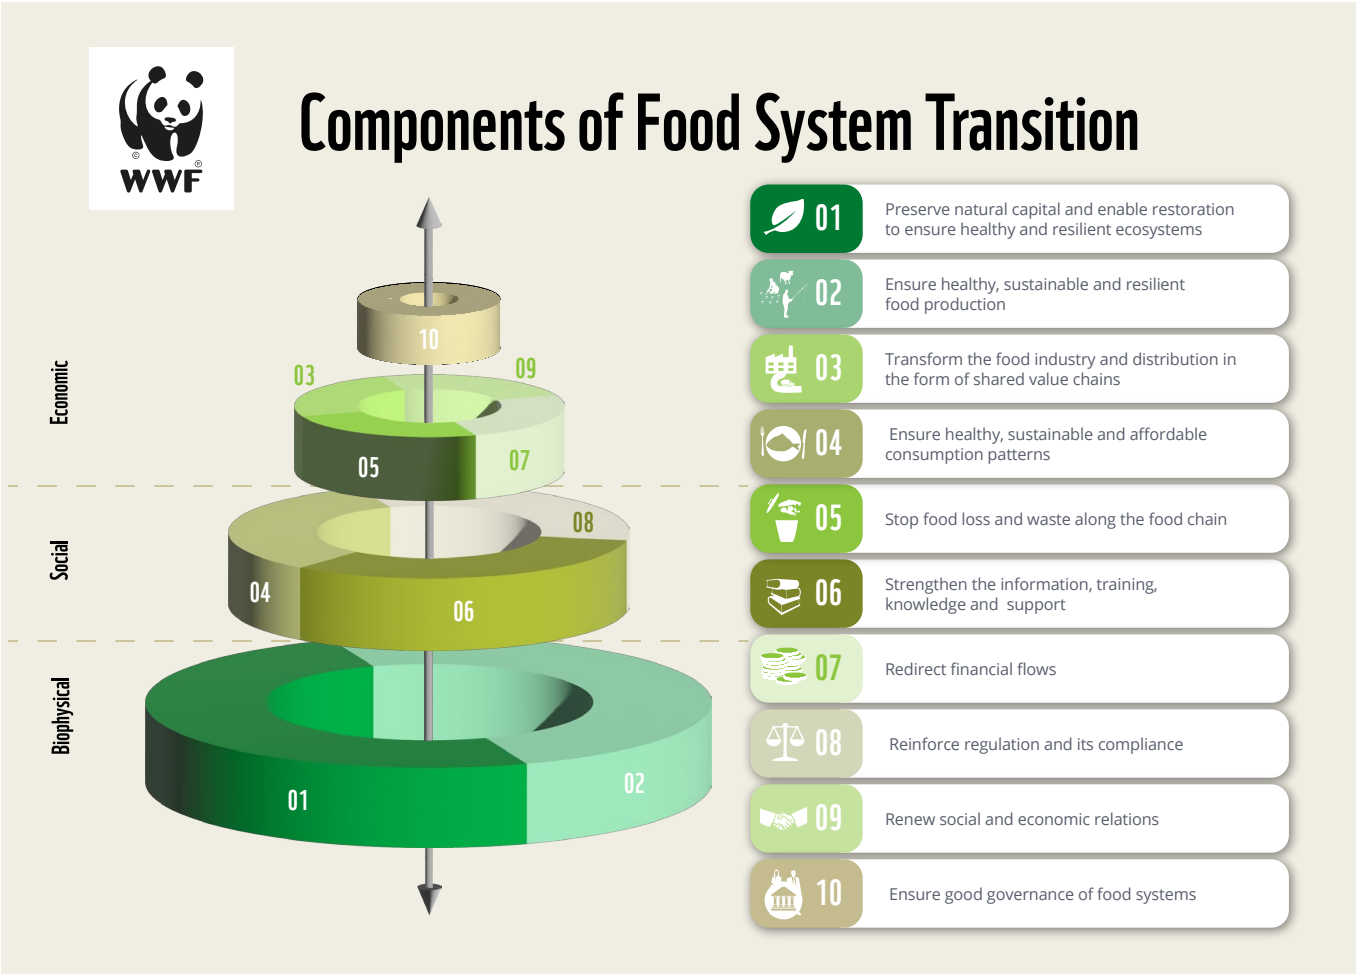 ©
®
WWF
Components of Food System Transition
10
03
09
05
07
Economic
08
04
06
Social
01
02
Biophysical
01
Preserve natural capital and enable restoration
to ensure healthy and resilient ecosystems
02
Ensure healthy, sustainable and resilient
food production
03
Transform the food industry and distribution in
the form of shared value chains
04
Ensure healthy, sustainable and affordable
consumption patterns
05
Stop food loss and waste along the food chain
06
Strengthen the information, training,
knowledge and  support
07
Redirect financial flows
08
Reinforce regulation and its compliance
09
Renew social and economic relations
10
Ensure good governance of food systems